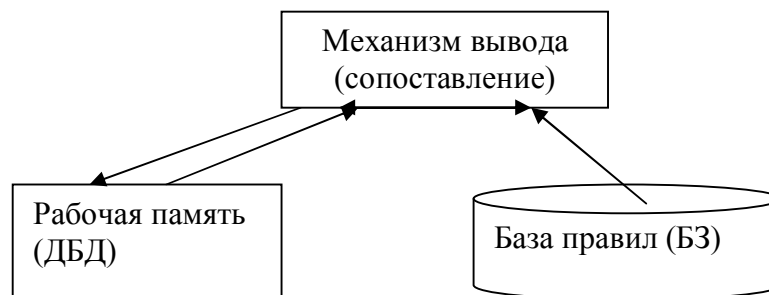 Механизм вывода
(сопоставление)
Рабочая память
(ДБД)
База правил (БЗ)